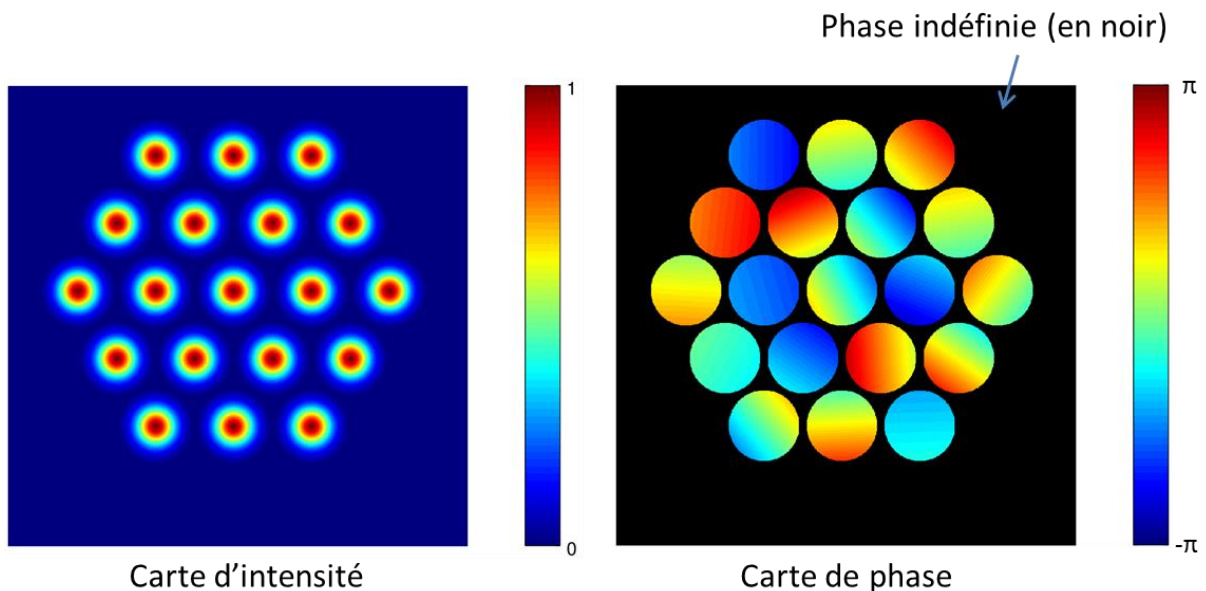 Phase indéfinie (en noir)
1
0
π
-π
Carte d’intensité
Carte de phase